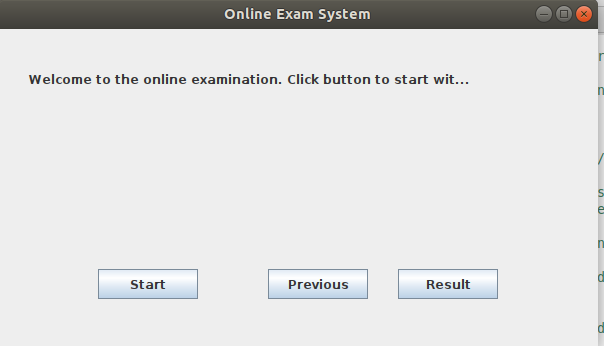 Online Exam System
Welcome to the online examination. Click button to start wit...
Start Previous Result